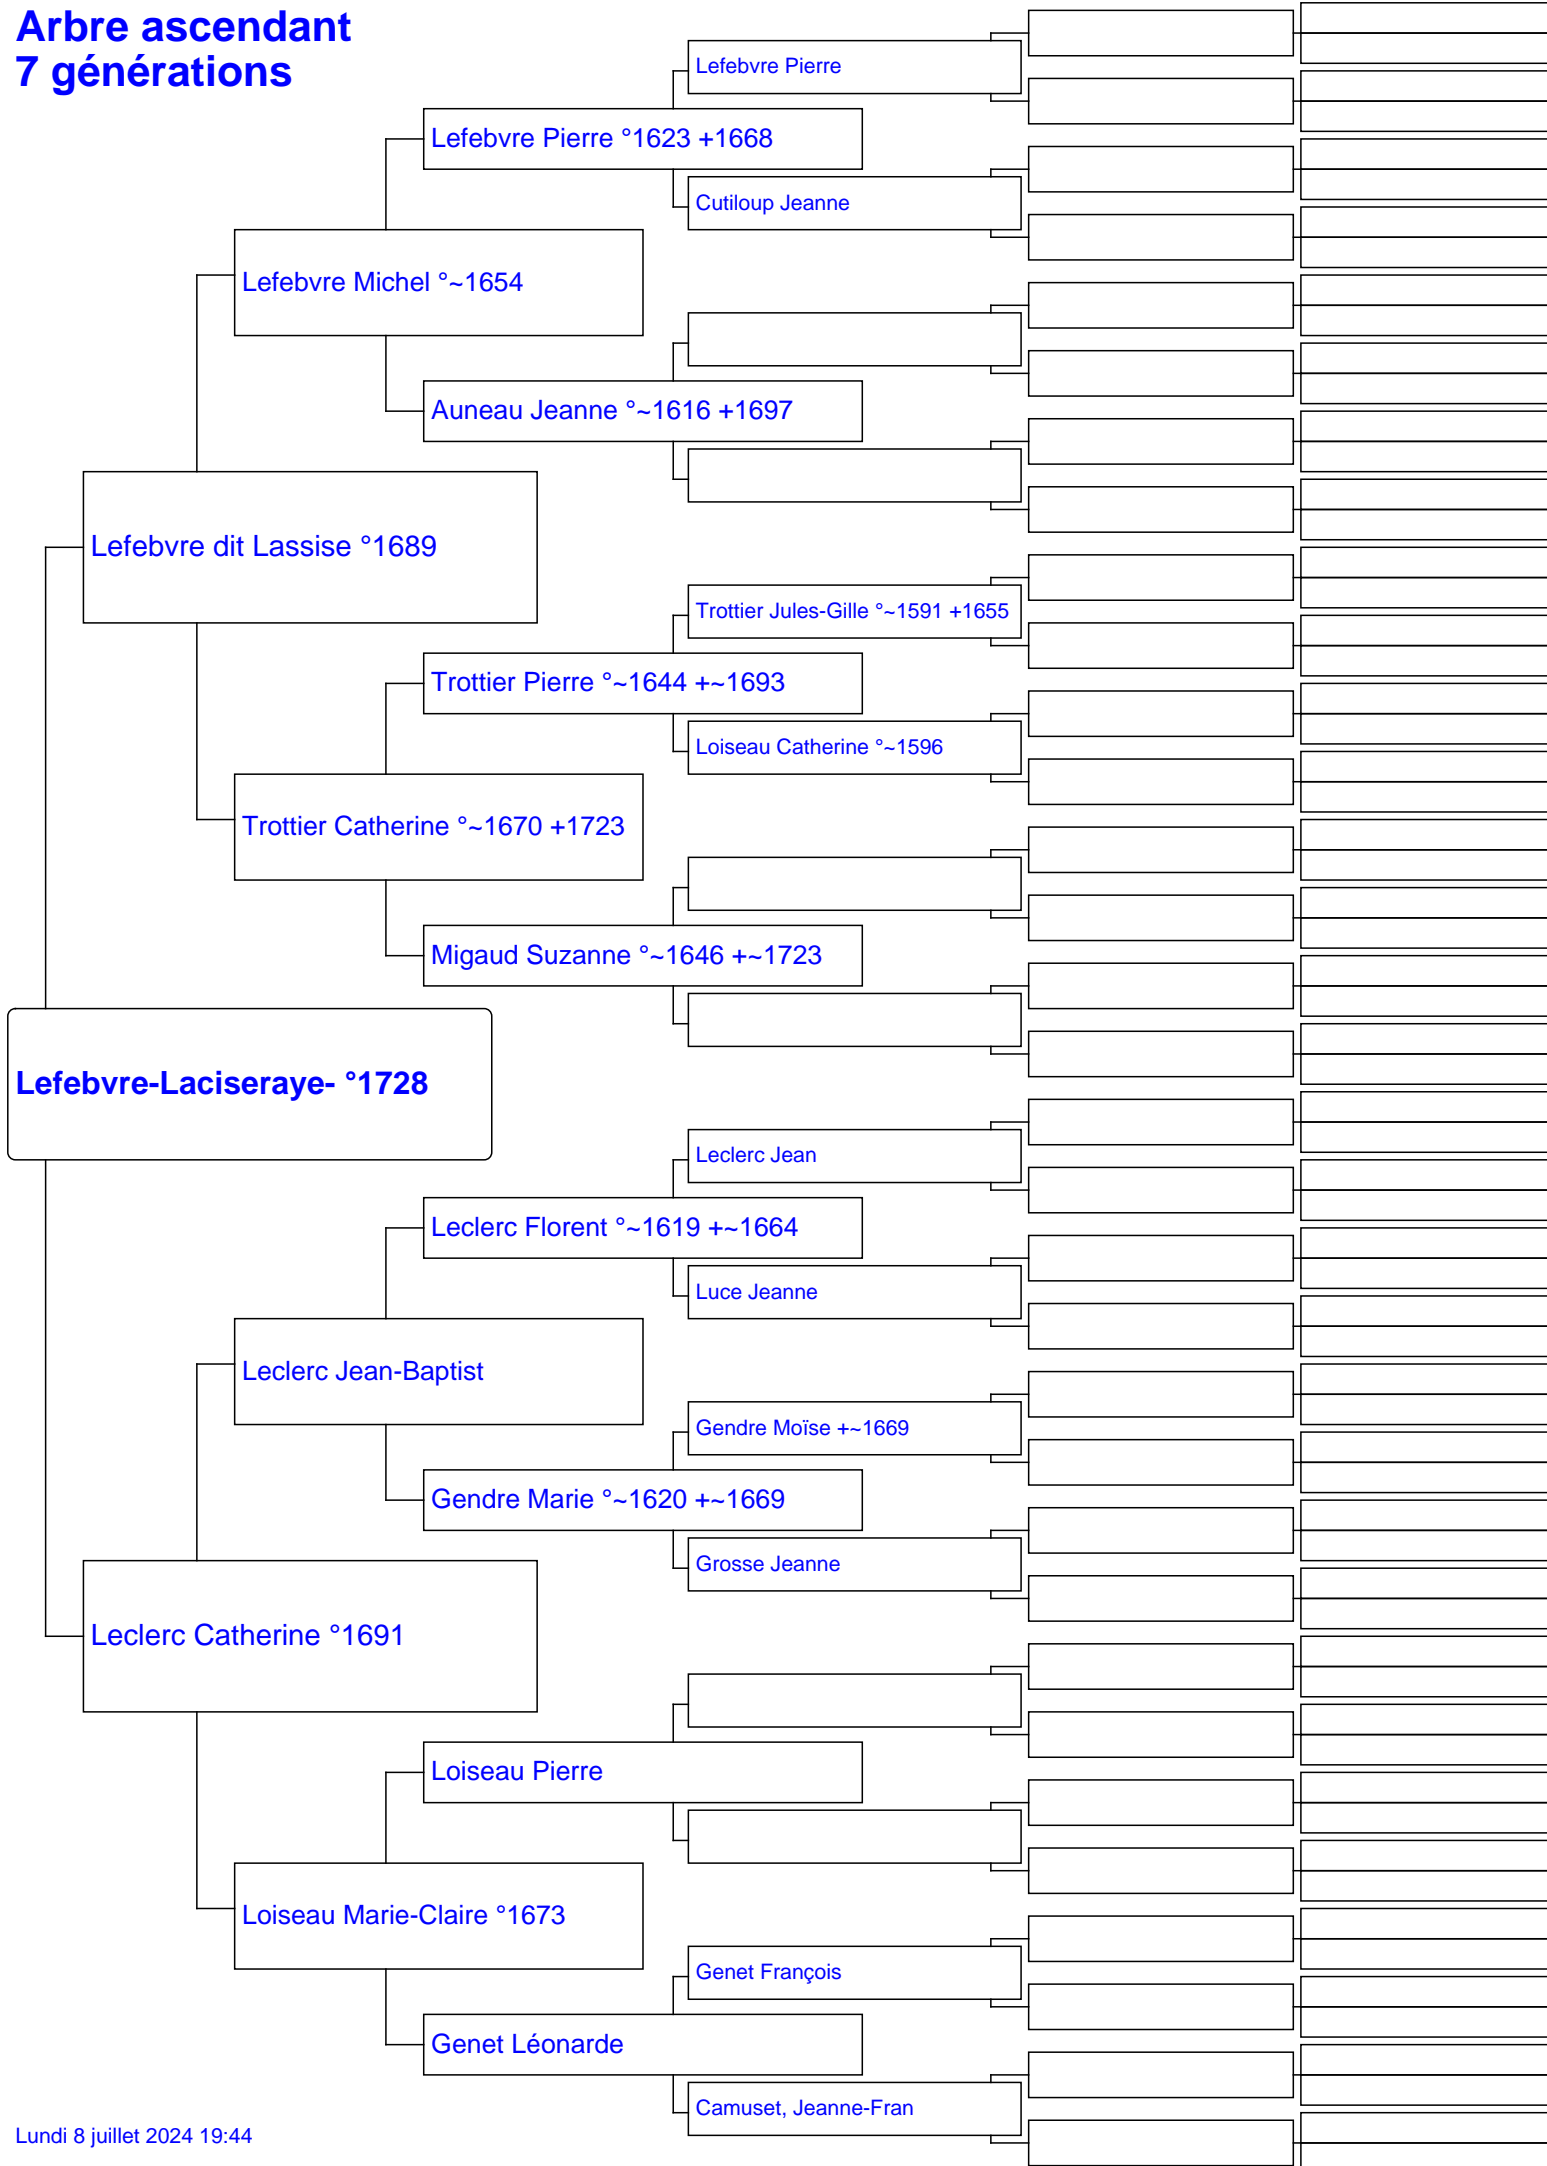 Arbre ascendant
7 générations
Lefebvre Pierre
Lefebvre Pierre °1623 +1668
Cutiloup Jeanne
Lefebvre Michel °~1654
Auneau Jeanne °~1616 +1697
Lefebvre dit Lassise °1689
Trottier Jules-Gille °~1591 +1655
Trottier Pierre °~1644 +~1693
Loiseau Catherine °~1596
Trottier Catherine °~1670 +1723
Migaud Suzanne °~1646 +~1723
Lefebvre-Laciseraye- °1728
Leclerc Jean
Leclerc Florent °~1619 +~1664
Luce Jeanne
Leclerc Jean-Baptist
Gendre Moïse +~1669
Gendre Marie °~1620 +~1669
Grosse Jeanne
Leclerc Catherine °1691
Loiseau Pierre
Loiseau Marie-Claire °1673
Genet François
Genet Léonarde
Camuset, Jeanne-Fran
Lundi 8 juillet 2024 19:44